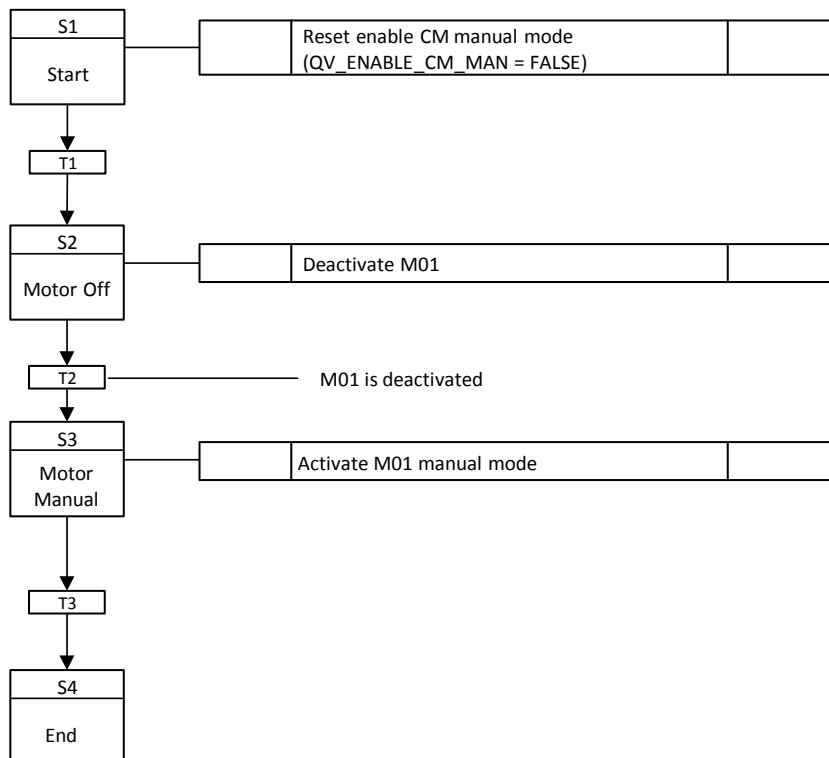 S1
Start
Reset enable CM manual mode
(QV_ENABLE_CM_MAN = FALSE)
T1
S2
Motor Off
Deactivate M01
T2
M01 is deactivated
S3
Motor
Manual
Activate M01 manual mode
T3
S4
End